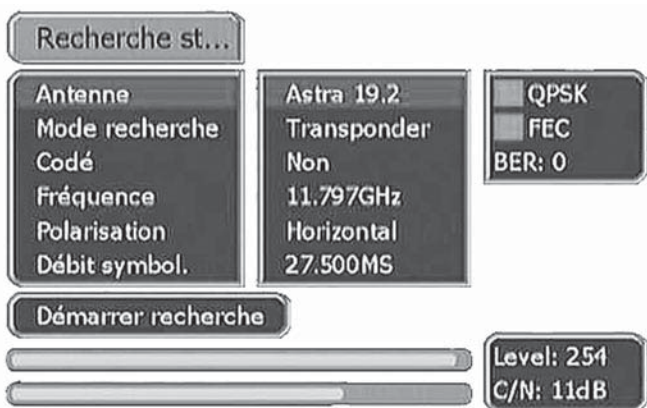 Recherche st...
Antenne Astra 19.2
Mode recherche Transponder
Codé Non
Fréquence 11.797GHz
Polarisation Horizontal
Débit symbol. 27.500MS
QPSK
FEC
BER: 0
Démarrer recherche
Level: 254
C/N: 11dB